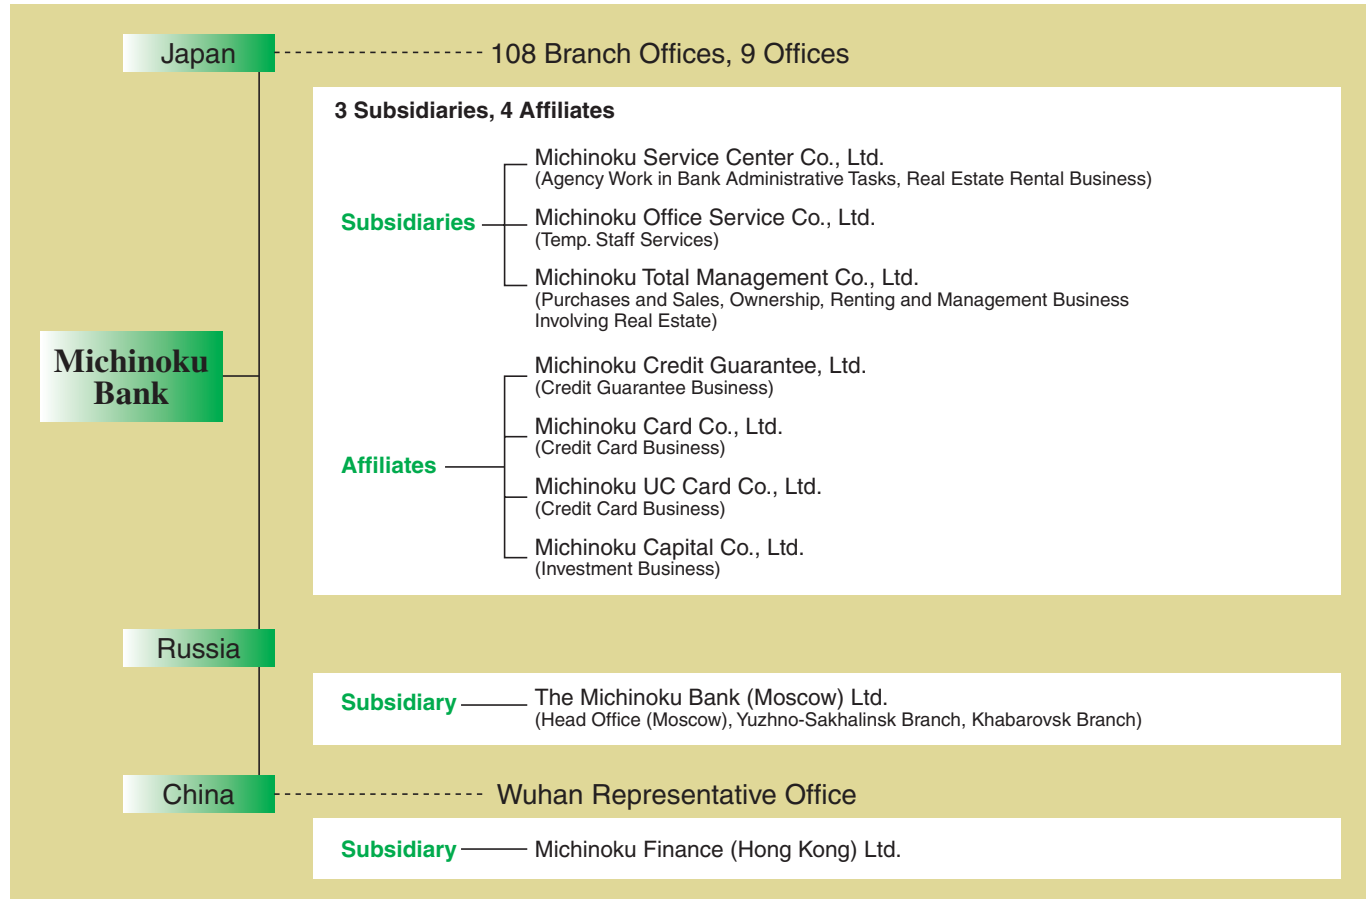 Japan
108 Branch Offices, 9 Offices
3 Subsidiaries, 4 Affiliates
Subsidiaries
Michinoku Service Center Co., Ltd.
(Agency Work in Bank Administrative Tasks, Real Estate Rental Business)
Michinoku Office Service Co., Ltd.
(Temp. Staff Services)
Michinoku Total Management Co., Ltd.
(Purchases and Sales, Ownership, Renting and Management Business
Involving Real Estate)
Michinoku
Bank
Affiliates
Michinoku Credit Guarantee, Ltd.
(Credit Guarantee Business)
Michinoku Card Co., Ltd.
(Credit Card Business)
Michinoku UC Card Co., Ltd.
(Credit Card Business)
Michinoku Capital Co., Ltd.
(Investment Business)
Russia
Subsidiary
The Michinoku Bank (Moscow) Ltd.
(Head Office (Moscow), Yuzhno-Sakhalinsk Branch, Khabarovsk Branch)
China
Wuhan Representative Office
Subsidiary
Michinoku Finance (Hong Kong) Ltd.